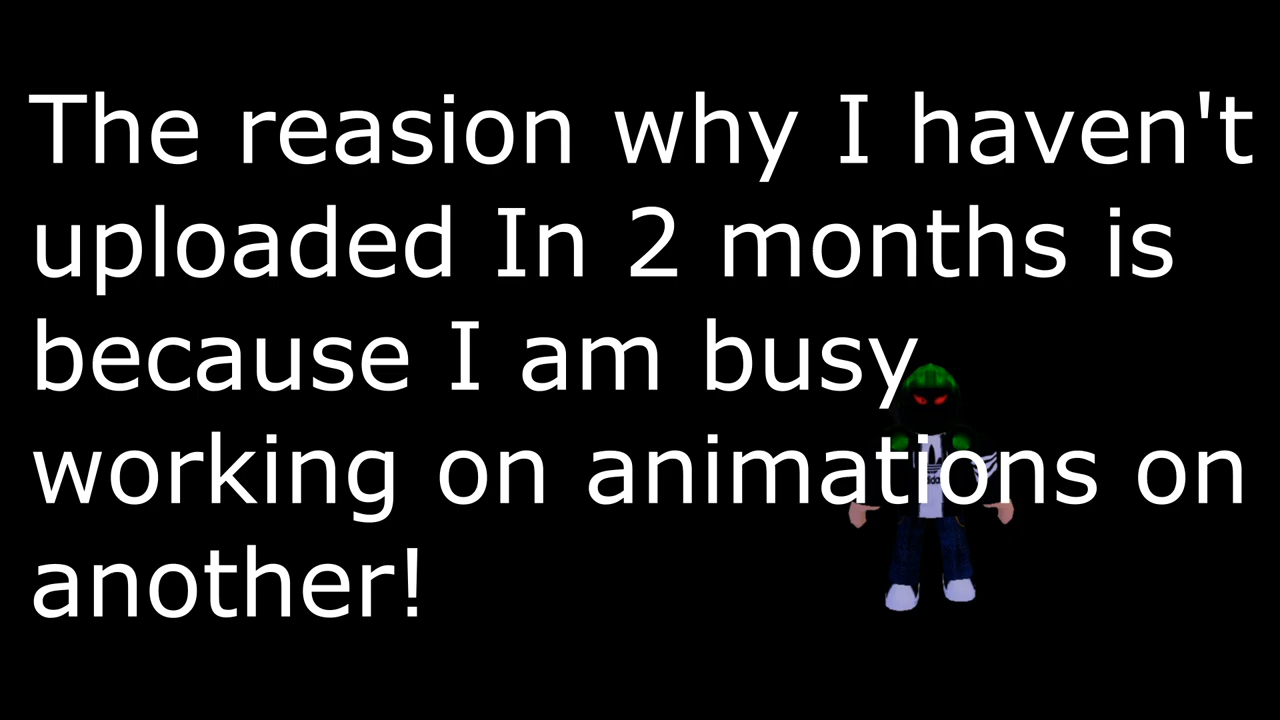 The reasion why I haven't
uploaded In 2 months is
because I am busy
working on animations on
another!